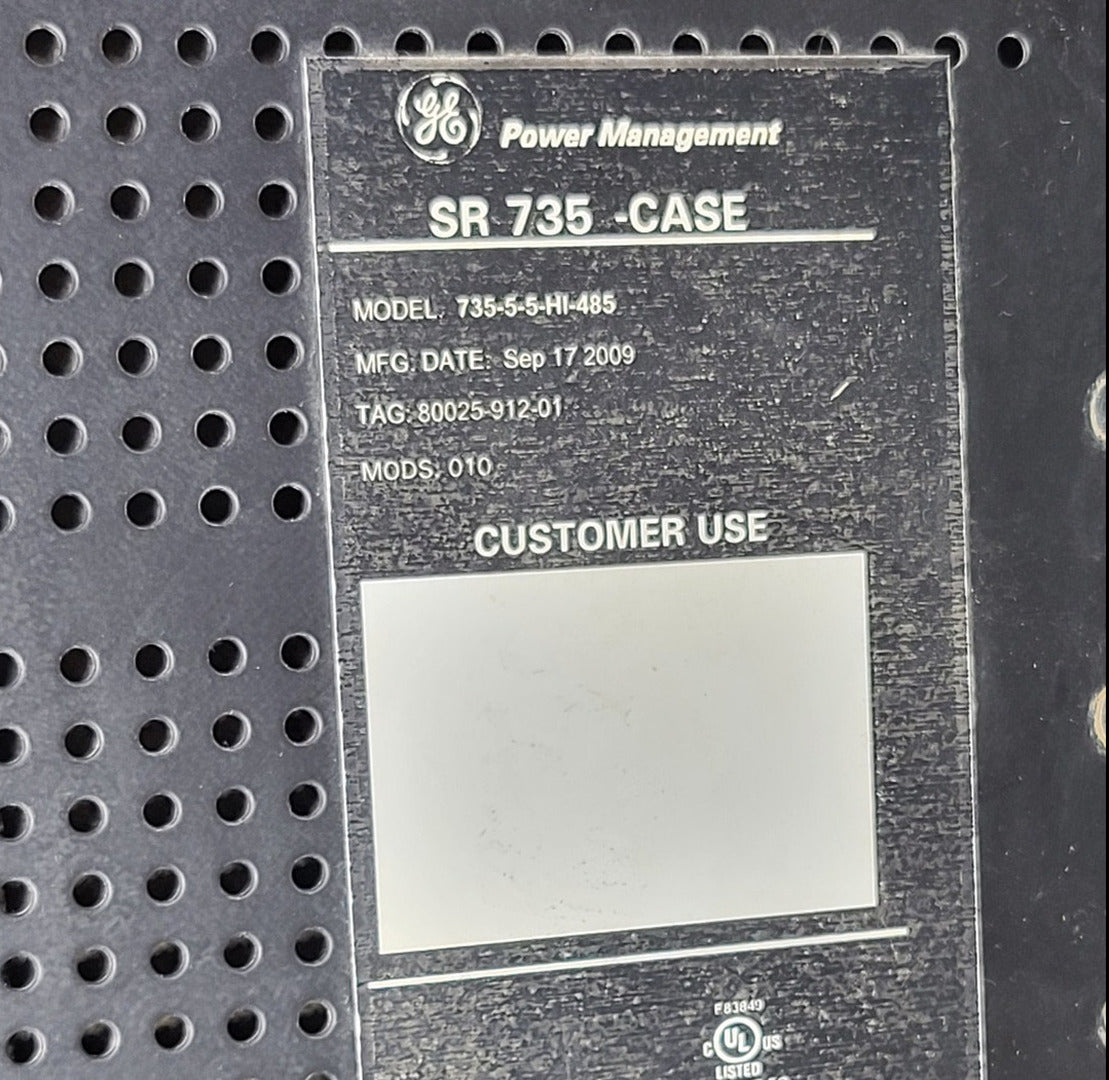 GE Power Management
SR 735 -CASE
MODEL: 735-5-5-HI-485
MFG. DATE: Sep 17 2009
TAG: 80025-912-01
MODS: 010
CUSTOMER USE
E83849
C UL US
LISTED